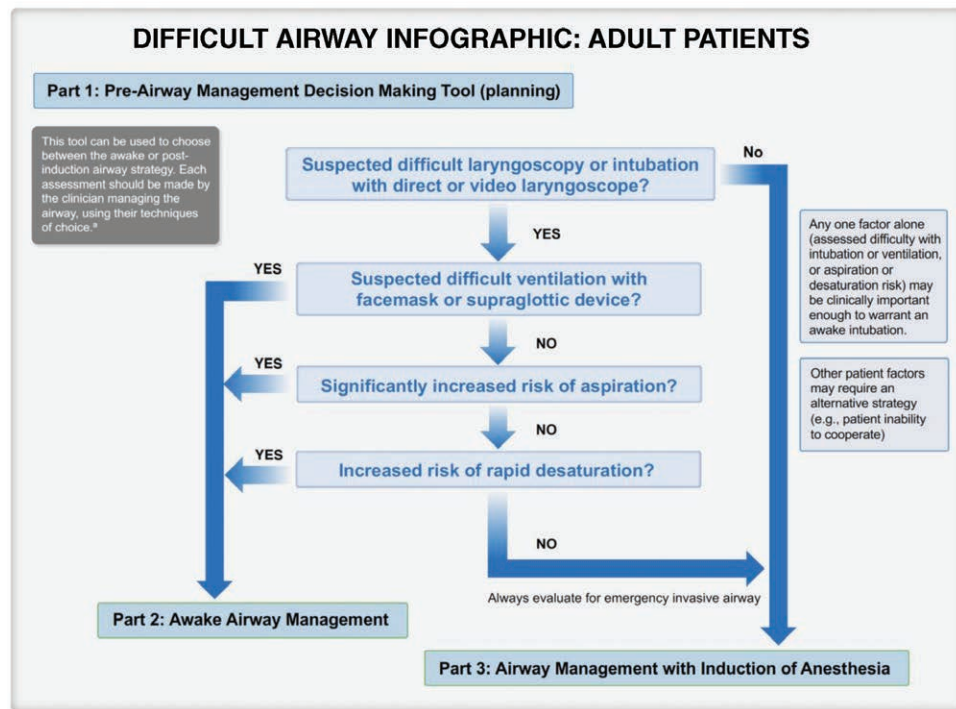 DIFFICULT AIRWAY INFOGRAPHIC: ADULT PATIENTS
Part 1: Pre-Airway Management Decision Making Tool (planning)
This tool can be used to choose
between the awake or post-
induction airway strategy. Each
assessment should be made by
the clinician managing the
airway, using their techniques
of choice.ª
Suspected difficult laryngoscopy or intubation
with direct or video laryngoscope?
No
YES
Any one factor alone
(assessed difficulty with
intubation or ventilation,
or aspiration or
desaturation risk) may
be clinically important
enough to warrant an
awake intubation.
YES
Suspected difficult ventilation with
facemask or supraglottic device?
NO
YES
Significantly increased risk of aspiration?
Other patient factors
may require an
alternative strategy
(e.g., patient inability
to cooperate)
NO
YES
Increased risk of rapid desaturation?
NO
Always evaluate for emergency invasive airway
Part 2: Awake Airway Management
Part 3: Airway Management with Induction of Anesthesia